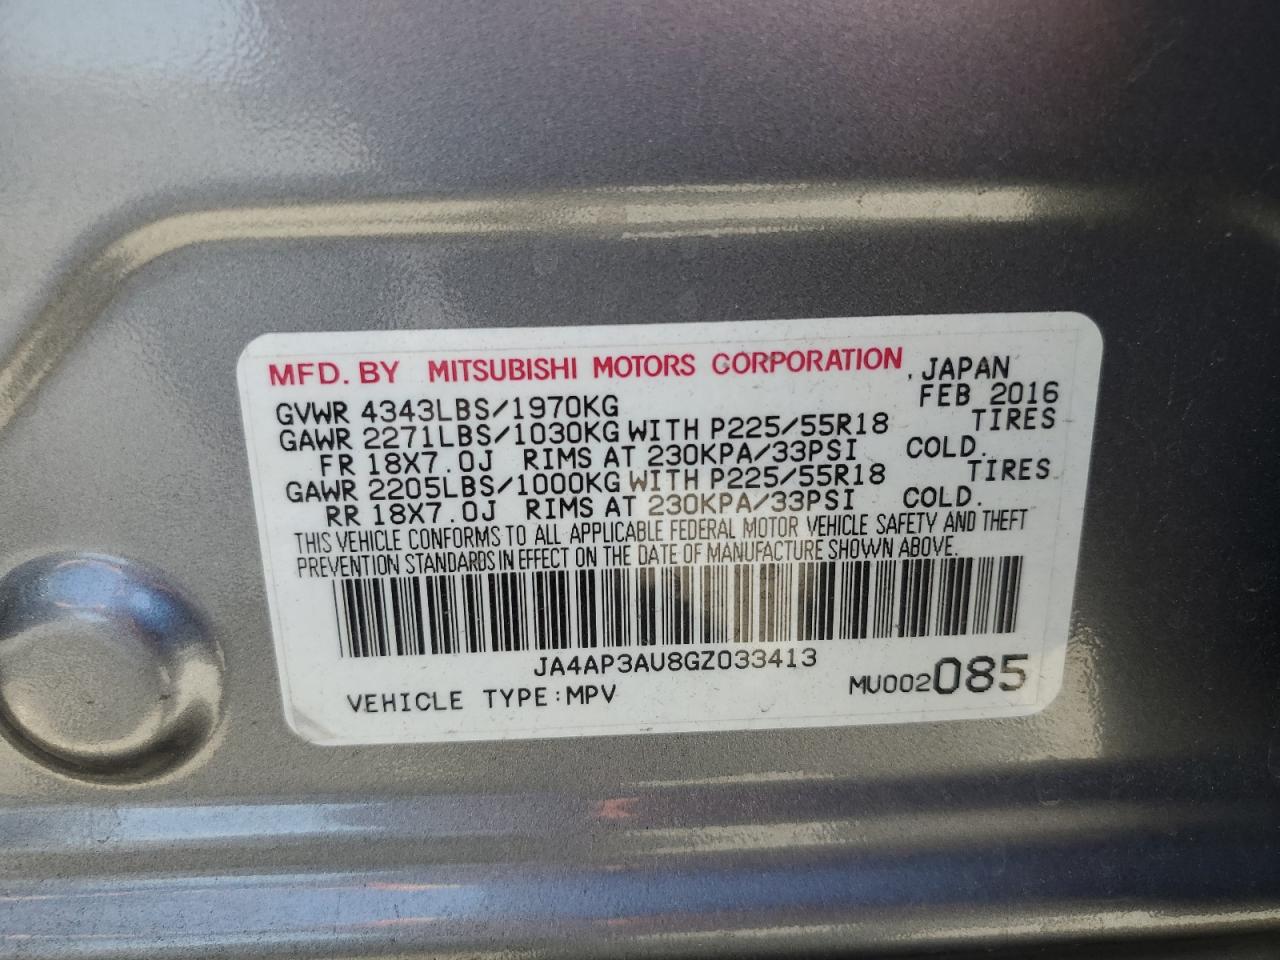 MFD. BY MITSUBISHI MOTORS CORPORATION, JAPAN
GVWR 4343LBS/1970KG FEB 2016
GAWR 2271LBS/1030KG WITH P225/55R18 TIRES
FR 18X7.0J RIMS AT 230KPA/33PSI COLD.
GAWR 2205LBS/1000KG WITH P225/55R18 TIRES
RR 18X7.0J RIMS AT 230KPA/33PSI COLD.
THIS VEHICLE CONFORMS TO ALL APPLICABLE FEDERAL MOTOR VEHICLE SAFETY AND THEFT
PREVENTION STANDARDS IN EFFECT ON THE DATE OF MANUFACTURE SHOWN ABOVE.
JA4AP3AU8GZ033413
VEHICLE TYPE:MPV MU002085